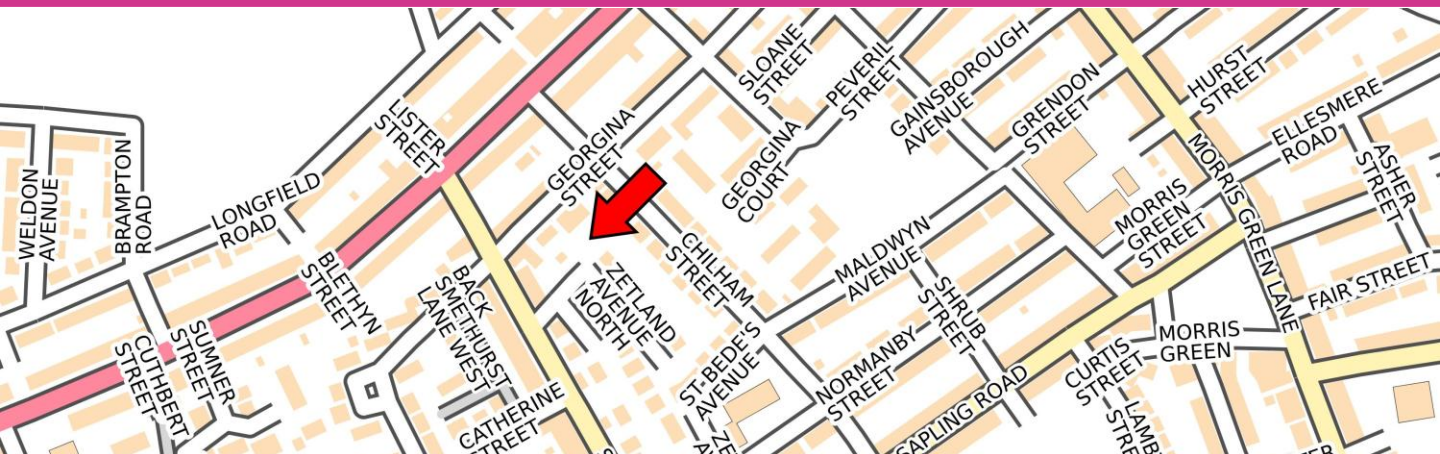 SLOANE
STREET
PEVERIL
STREET
GAINSBOROUGH
AVENUE
GRENDON
STREET
HURST
STREET
ELLESMERE
ROAD
LISTER
STREET
GEORGINA
STREET
GEORGINA
COURT
ASHER
STREET
WELDON
AVENUE
BRAMPTON
ROAD
LONGFIELD
ROAD
MORRIS GREEN LANE
MORRIS
GREEN
STREET
MALDWYN
AVENUE
CHILHAM
STREET
BLETHYN
STREET
BACK
SMETHURST
LANE WEST
ZETLAND
AVENUE
NORTH
SHRUB
STREET
FAIR STREET
MORRIS
GREEN
CUTHBERT
STREET
SUMNER
STREET
ST·BEDE'S
AVENUE
NORMANBY
STREET
CURTIS
STREET
SAPLING ROAD
CATHERINE
STREET